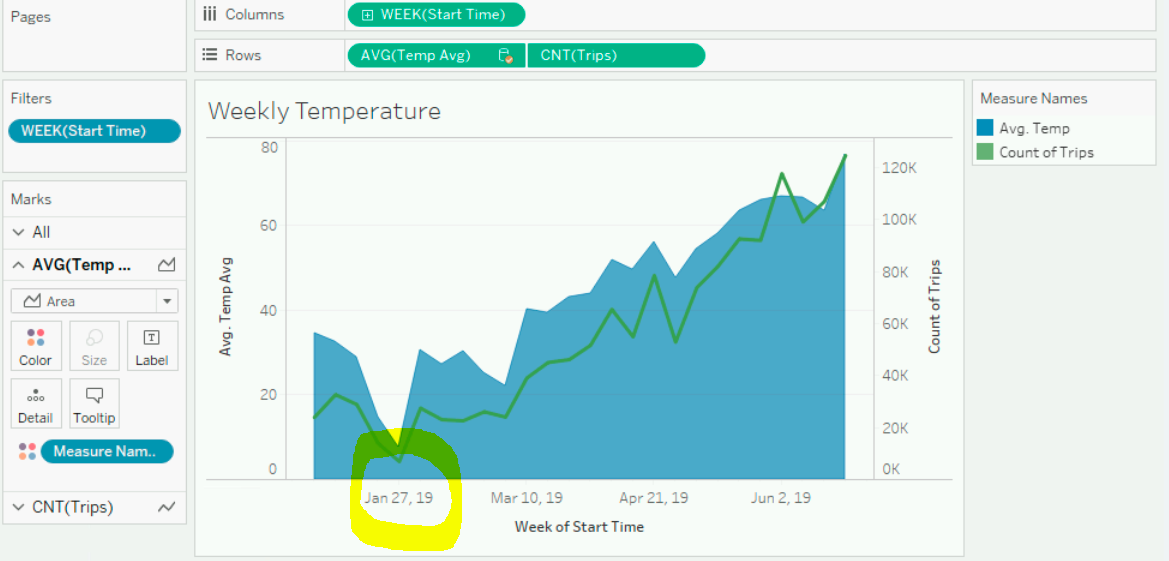 Pages
Columns
WEEK(Start Time)
Rows
AVG(Temp Avg)
CNT(Trips)
Filters
WEEK(Start Time)
Marks
All
AVG(Temp ...
Area
Color
Size
Label
Detail
Tooltip
Measure Nam..
CNT(Trips)
Weekly Temperature
80
60
40
20
0
Avg. Temp Avg
120K
100K
80K
60K
40K
20K
0K
Count of Trips
Jan 27, 19
Mar 10, 19
Apr 21, 19
Jun 2, 19
Week of Start Time
Measure Names
Avg. Temp
Count of Trips